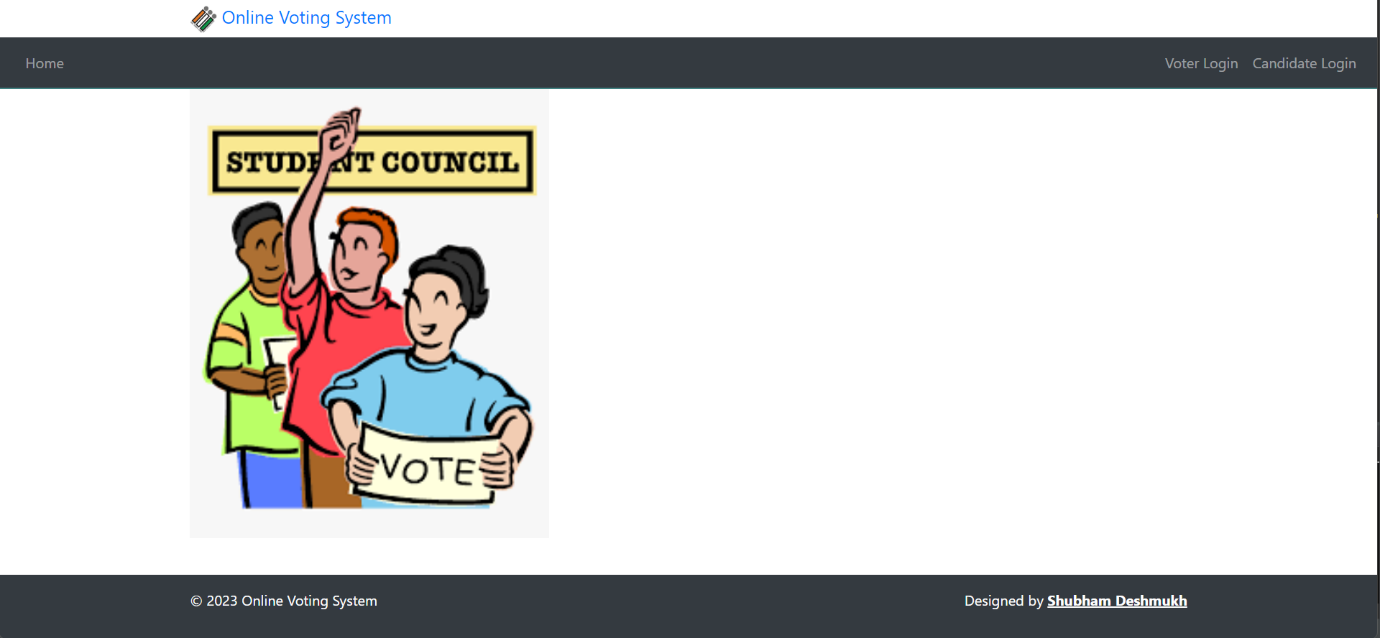 Online Voting System
Home
Voter Login
Candidate Login
STUDENT COUNCIL
VOTE
© 2023 Online Voting System
Designed by Shubham Deshmukh